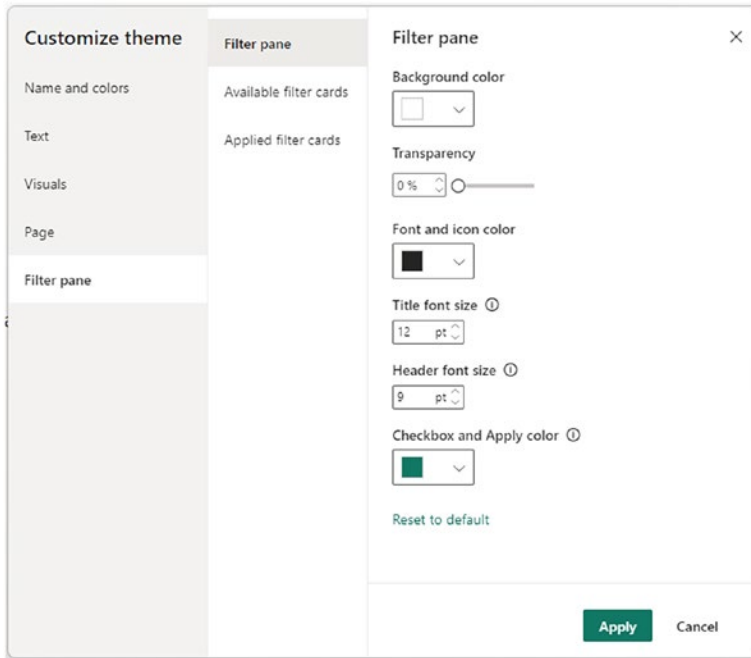 Customize theme
Name and colors
Text
Visuals
Page
Filter pane
Filter pane
Available filter cards
Applied filter cards
Filter pane
Background color
Transparency
0 %
Font and icon color
Title font size
12 pt
Header font size
9 pt
Checkbox and Apply color
Reset to default
Apply Cancel